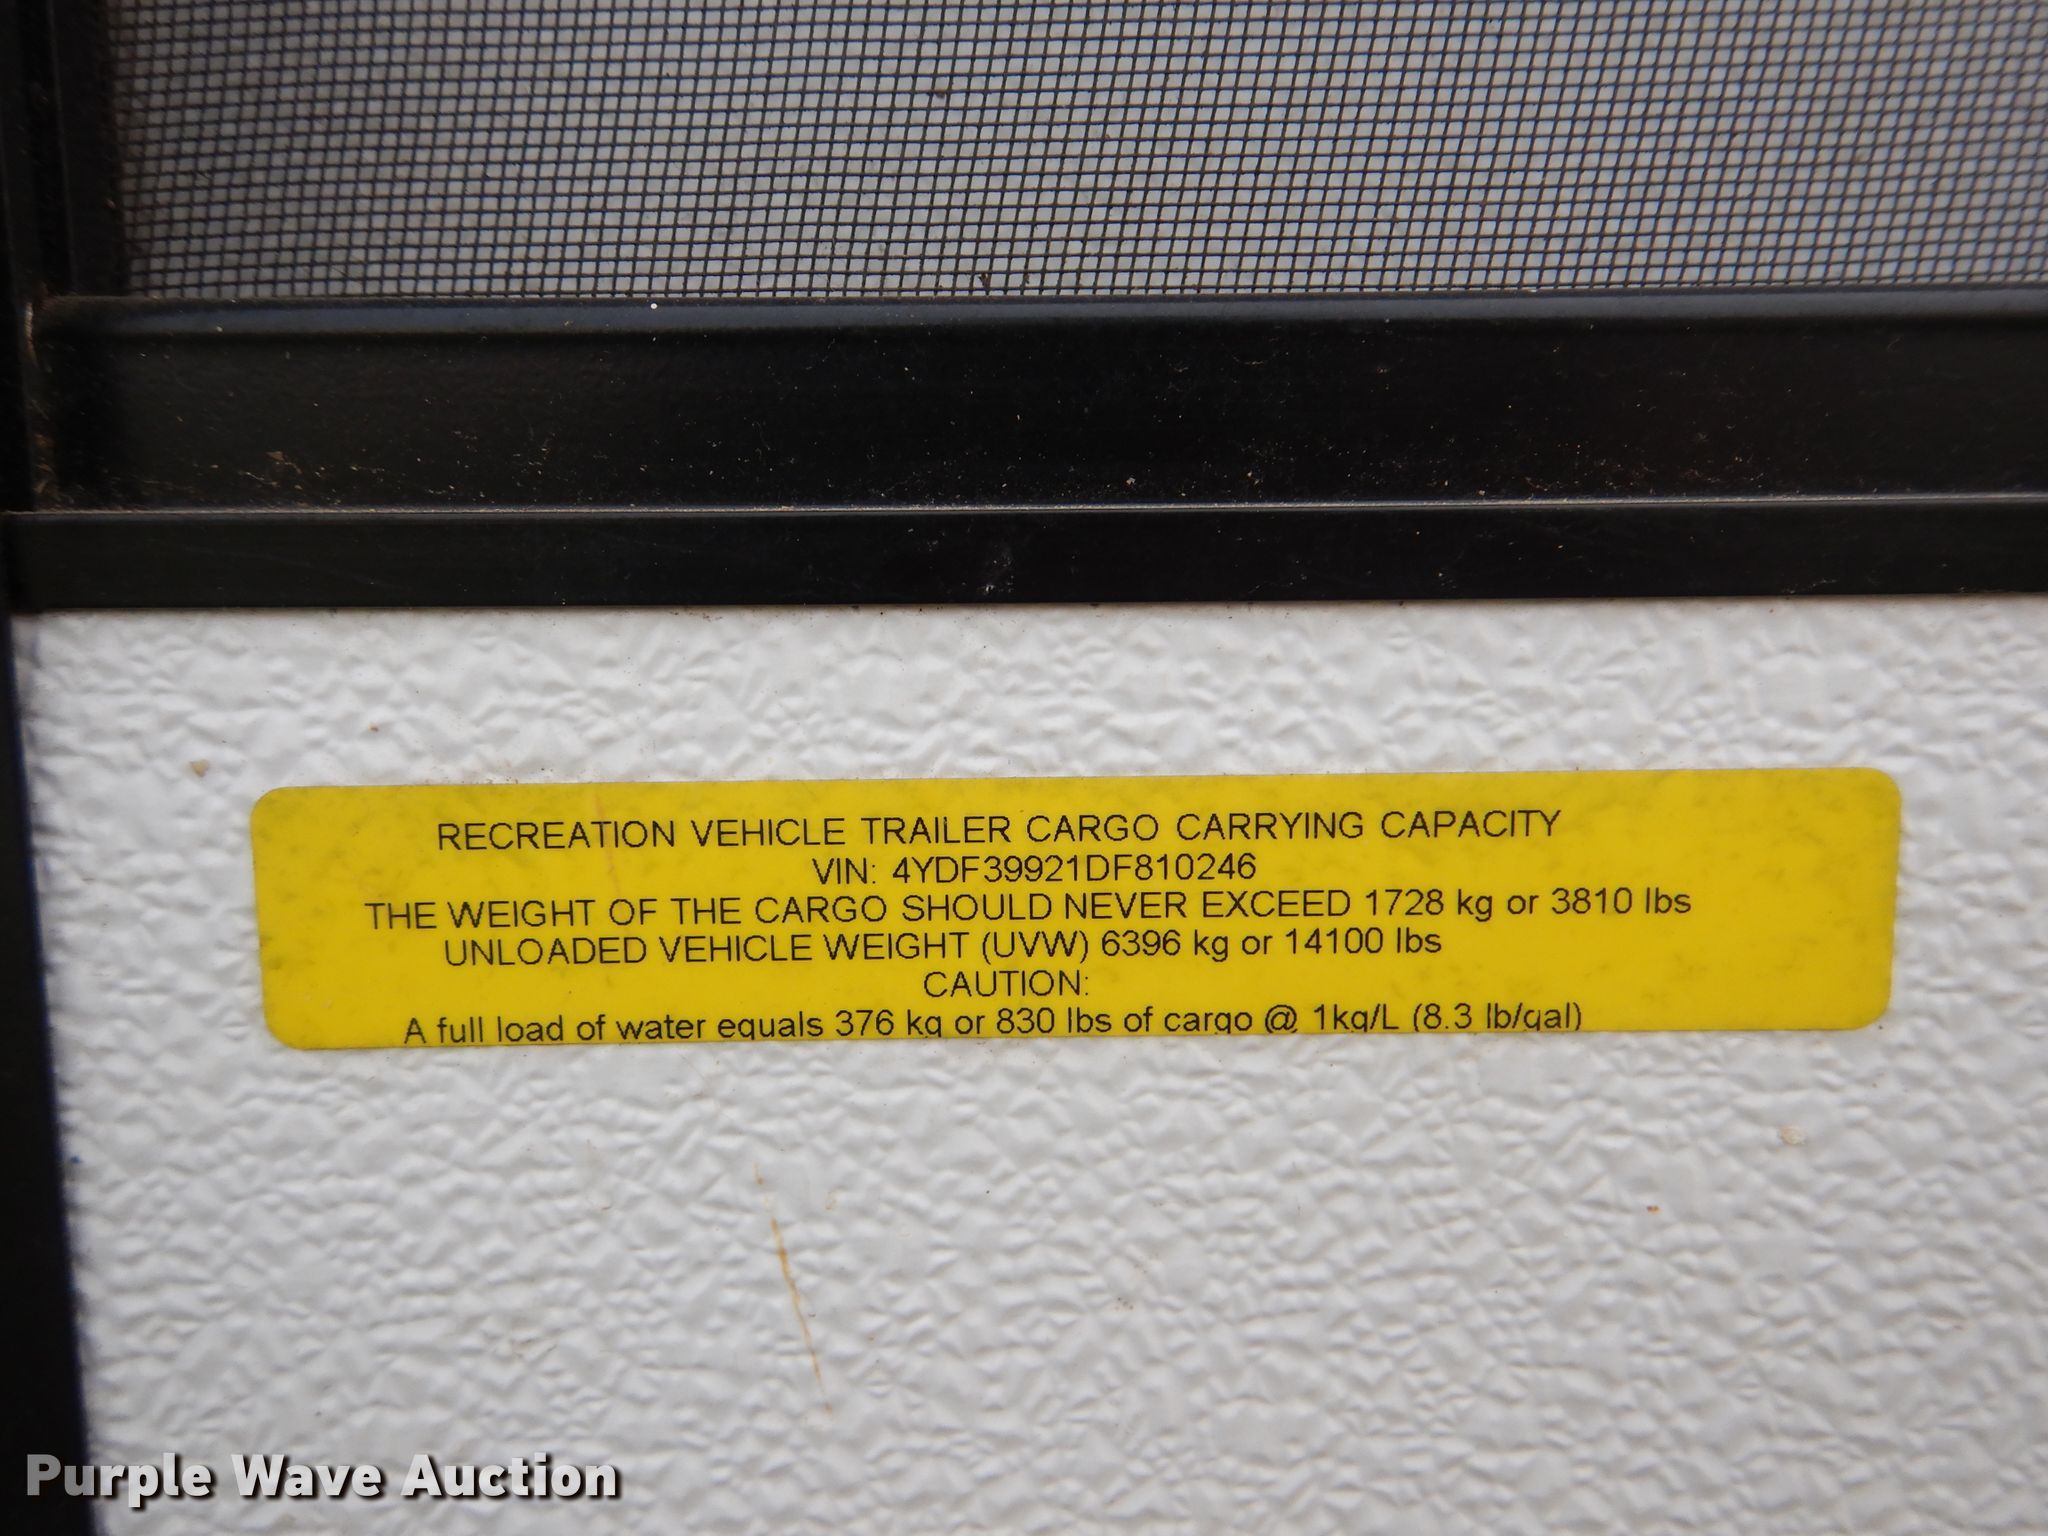 RECREATION VEHICLE TRAILER CARGO CARRYING CAPACITY
VIN: 4YDF39921DF810246
THE WEIGHT OF THE CARGO SHOULD NEVER EXCEED 1728 kg or 3810 lbs
UNLOADED VEHICLE WEIGHT (UVW) 6396 kg or 14100 lbs
CAUTION:
A full load of water equals 376 kg or 830 lbs of cargo @ 1kg/L (8.3 lb/gal)
Purple Wave Auction